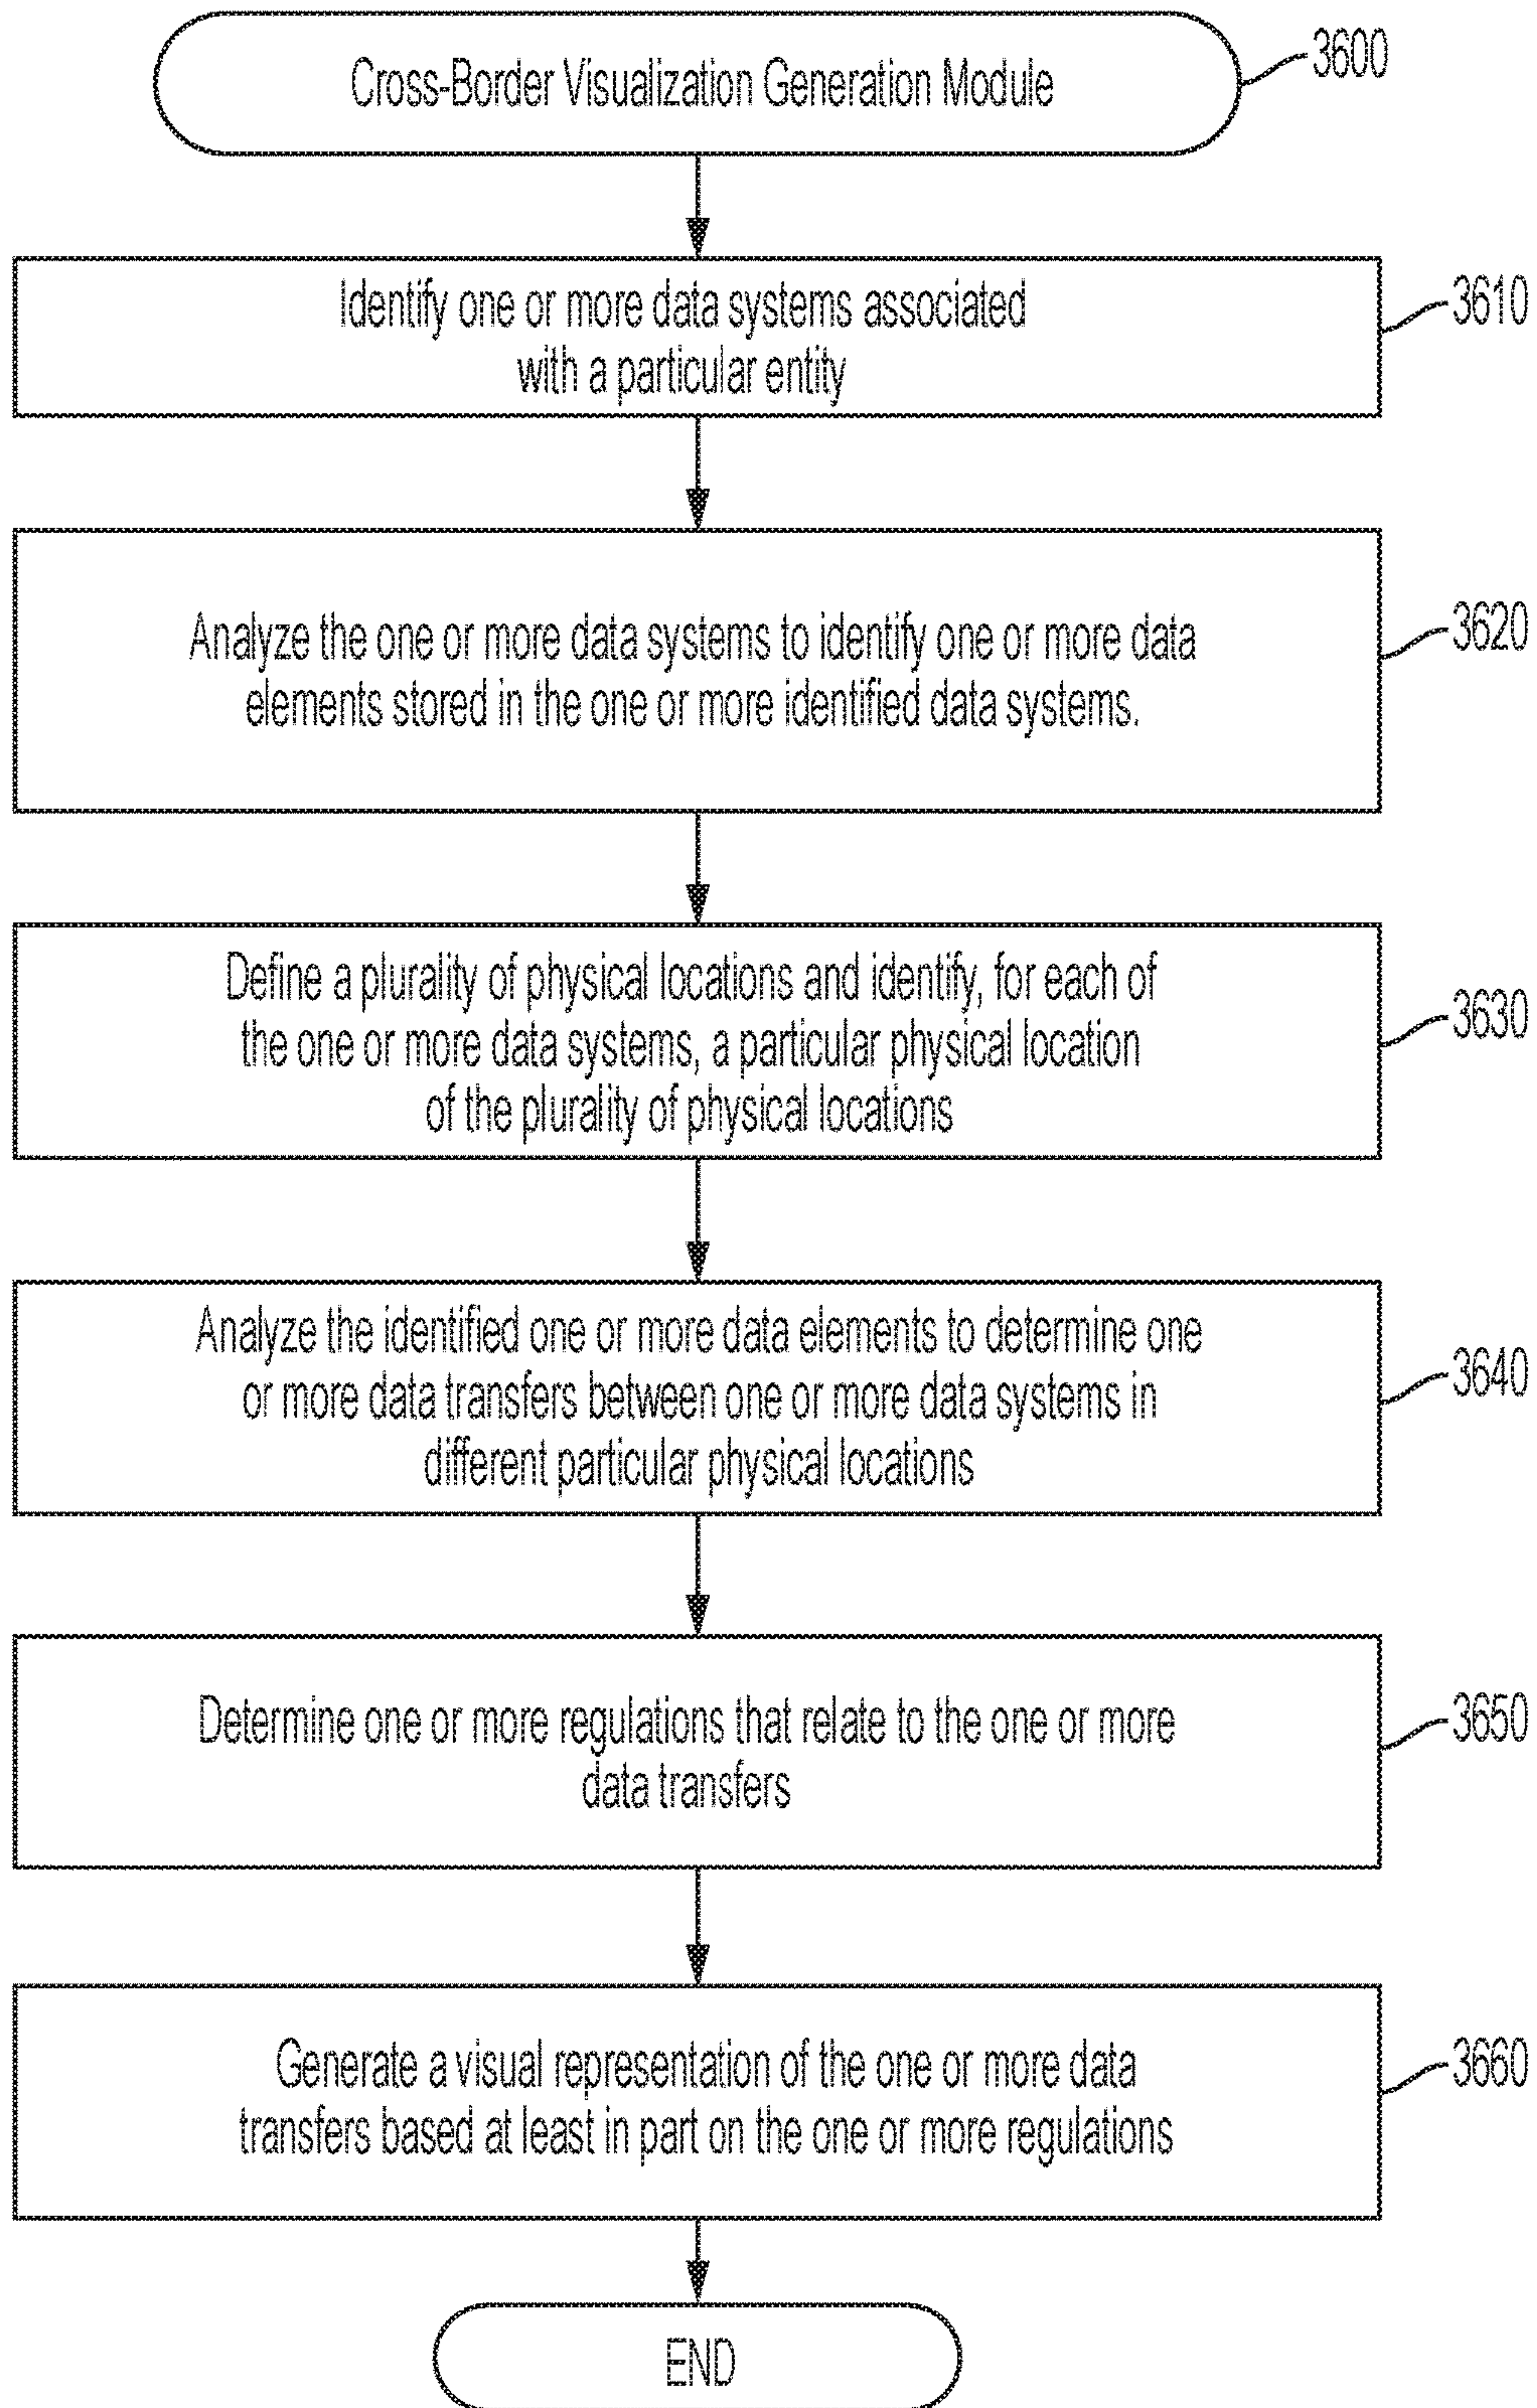 Cross-Border Visualization Generation Module
3600
Identify one or more data systems associated
with a particular entity
3610
Analyze the one or more data systems to identify one or more data
elements stored in the one or more identified data systems.
3620
Define a plurality of physical locations and identify, for each of
the one or more data systems, a particular physical location
of the plurality of physical locations
3630
Analyze the identified one or more data elements to determine one
or more data transfers between one or more data systems in
different particular physical locations
3640
Determine one or more regulations that relate to the one or more
data transfers
3650
Generate a visual representation of the one or more data
transfers based at least in part on the one or more regulations
3660
END